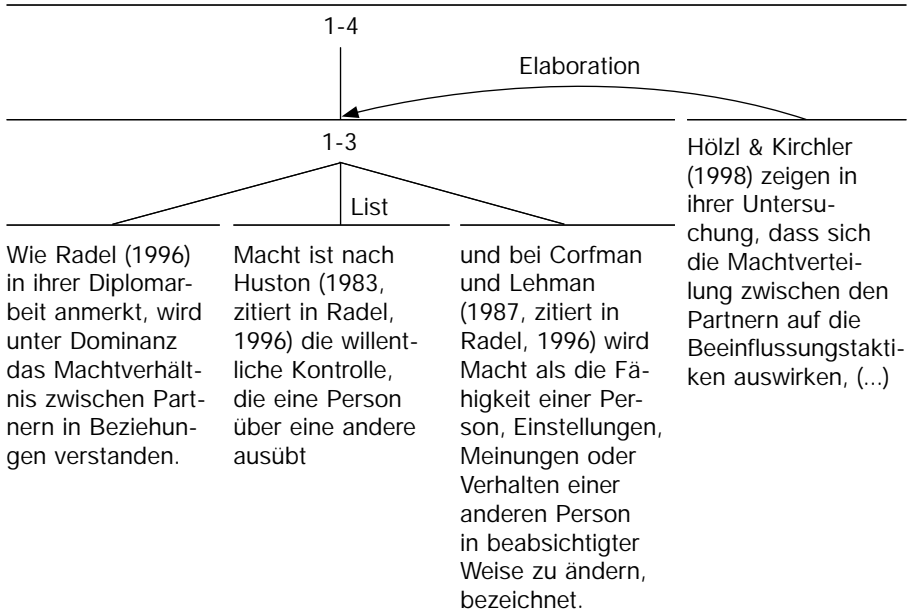 1-4
Elaboration
1-3
List
Wie Radel (1996)
in ihrer Diplomar-
beit anmerkt, wird
unter Dominanz
das Machtverhält-
nis zwischen Part-
nern in Beziehun-
gen verstanden.
Macht ist nach
Huston (1983,
zitiert in Radel,
1996) die willent-
liche Kontrolle,
die eine Person
über eine andere
ausübt
und bei Corfman
und Lehman
(1987, zitiert in
Radel, 1996) wird
Macht als die Fä-
higkeit einer Per-
son, Einstellungen,
Meinungen oder
Verhalten einer
anderen Person
in beabsichtigter
Weise zu ändern,
bezeichnet.
Hölzl & Kirchler
(1998) zeigen in
ihrer Untersu-
chung, dass sich
die Machtvertei-
lung zwischen den
Partnern auf die
Beeinflussungstakti-
ken auswirken, (...)